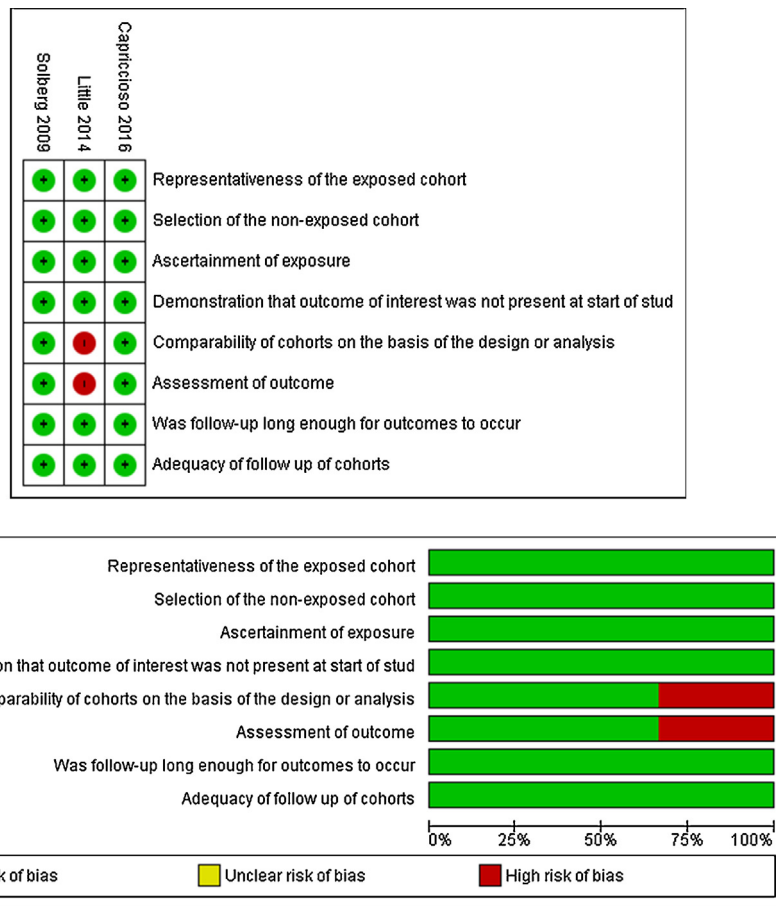 Solberg 2009
Little 2014
Capriccioso 2016
Representativeness of the exposed cohort
Selection of the non-exposed cohort
Ascertainment of exposure
Demonstration that outcome of interest was not present at start of stud
Comparability of cohorts on the basis of the design or analysis
Assessment of outcome
Was follow-up long enough for outcomes to occur
Adequacy of follow up of cohorts
Representativeness of the exposed cohort
Selection of the non-exposed cohort
Ascertainment of exposure
on that outcome of interest was not present at start of stud
parability of cohorts on the basis of the design or analysis
Assessment of outcome
Was follow-up long enough for outcomes to occur
Adequacy of follow up of cohorts
0% 25% 50% 75% 100%
k of bias Unclear risk of bias High risk of bias